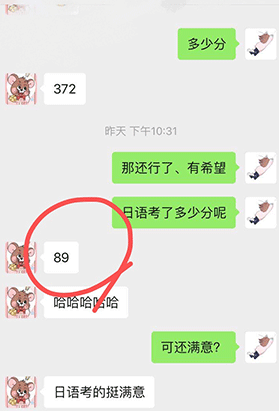 多少分
372
昨天 下午10:31
那还行了、有希望
日语考了多少分呢
89
哈哈哈哈哈
可还满意?
日语考的挺满意